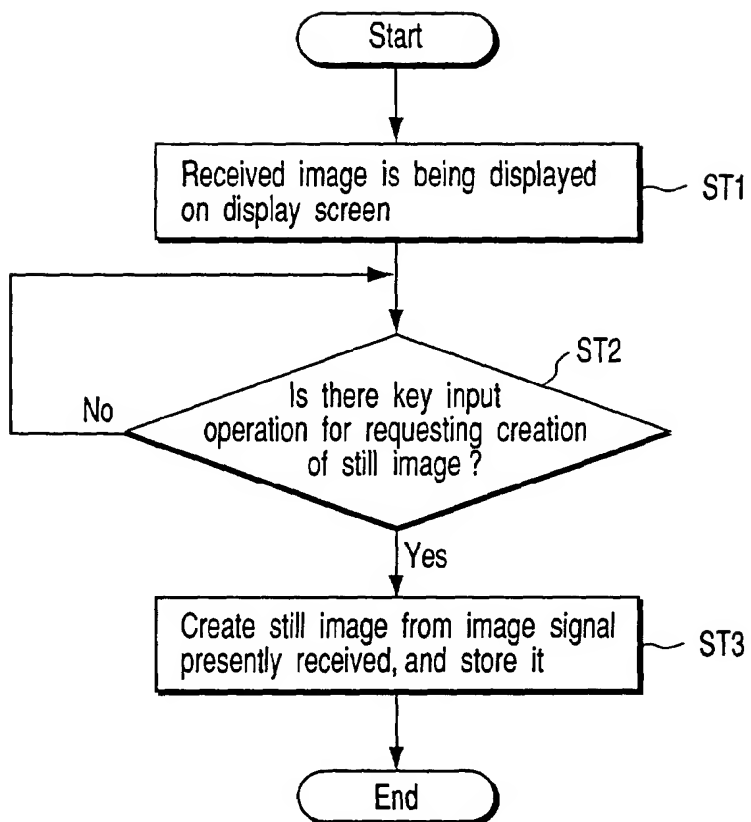 Start
Received image is being displayed
on display screen
ST1
ST2
Is there key input
operation for requesting creation
of still image?
No
Yes
Create still image from image signal
presently received, and store it
ST3
End